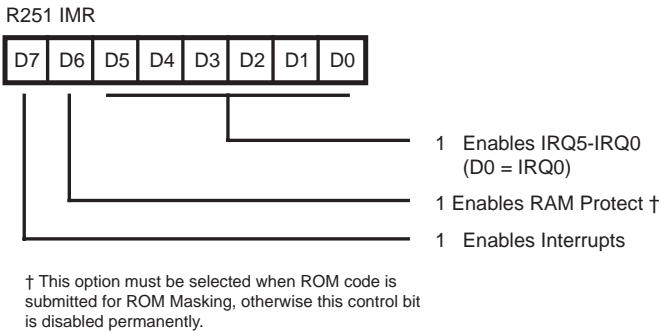 R251 IMR
D7 D6 D5 D4 D3 D2 D1 D0
1 Enables IRQ5-IRQ0
(D0 = IRQ0)
1 Enables RAM Protect †
1 Enables Interrupts
† This option must be selected when ROM code is
submitted for ROM Masking, otherwise this control bit
is disabled permanently.